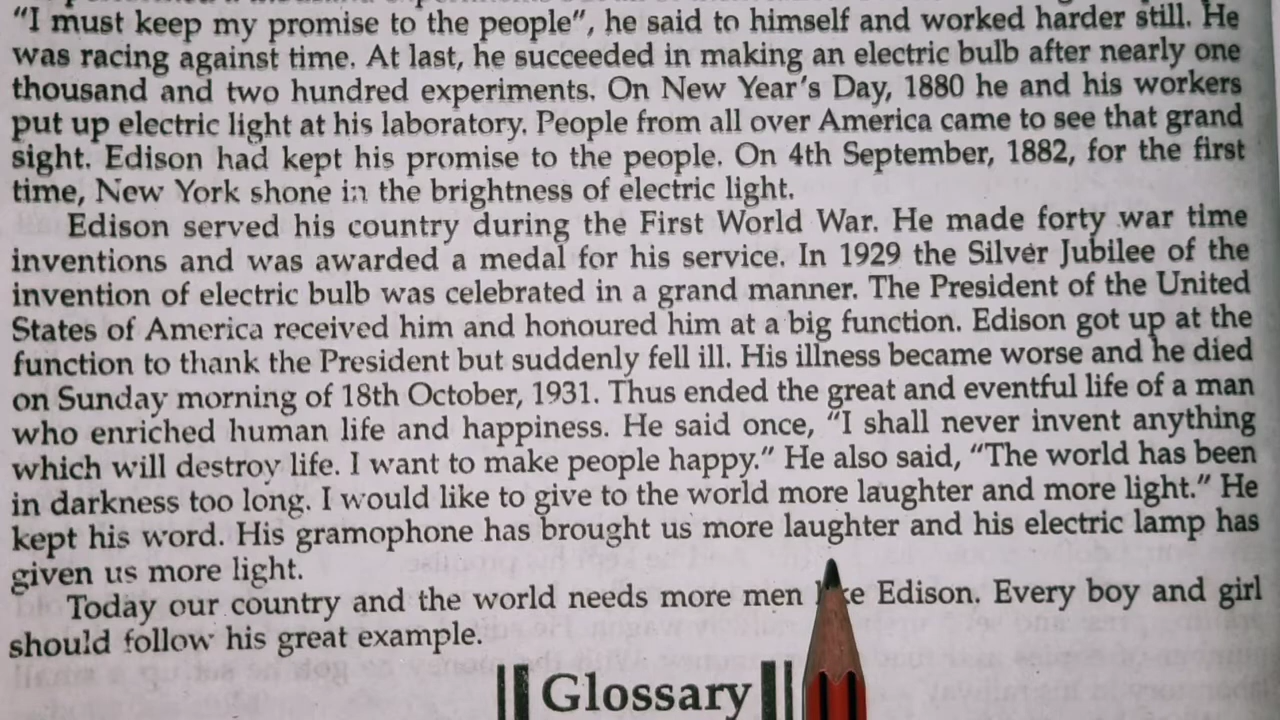 "I must keep my promise to the people", he said to himself and worked harder still. He
was racing against time. At last, he succeeded in making an electric bulb after nearly one
thousand and two hundred experiments. On New Year's Day, 1880 he and his workers
put up electric light at his laboratory. People from all over America came to see that grand
sight. Edison had kept his promise to the people. On 4th September, 1882, for the first
time, New York shone in the brightness of electric light.
Edison served his country during the First World War. He made forty war time
inventions and was awarded a medal for his service. In 1929 the Silver Jubilee of the
invention of electric bulb was celebrated in a grand manner. The President of the United
States of America received him and honoured him at a big function. Edison got up at the
function to thank the President but suddenly fell ill. His illness became worse and he died
on Sunday morning of 18th October, 1931. Thus ended the great and eventful life of a man
who enriched human life and happiness. He said once, "I shall never invent anything
which will destroy life. I want to make people happy." He also said, "The world has been
in darkness too long. I would like to give to the world more laughter and more light." He
kept his word. His gramophone has brought us more laughter and his electric lamp has
given us more light.
Today our country and the world needs more men like Edison. Every boy and girl
should follow his great example.
Glossary